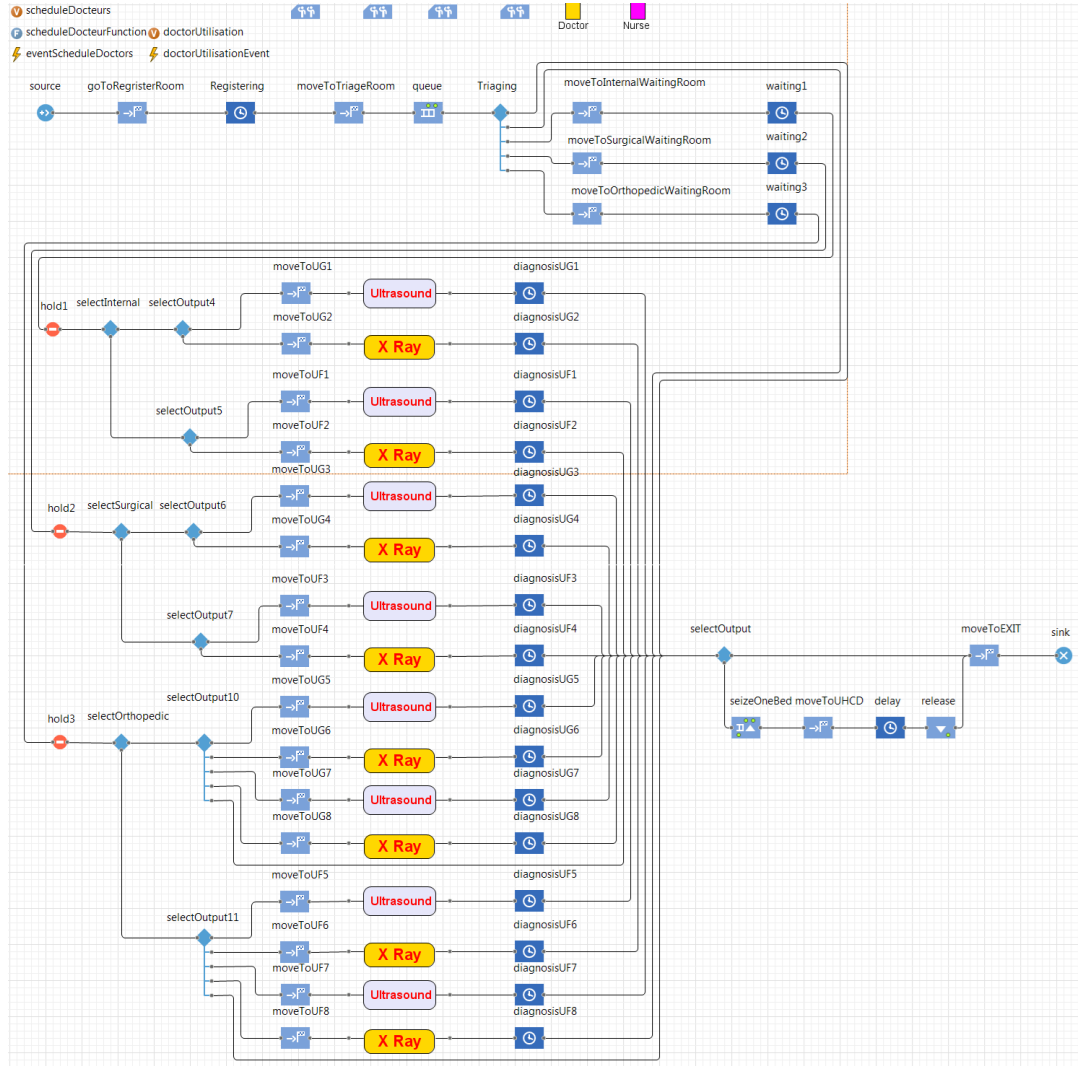 scheduleDocteurs
Doctor
Nurse
scheduleDocteurFunction doctorUtilisation
eventScheduleDoctors doctorUtilisationEvent
source goToRegristerRoom Registering moveToTriageRoom queue Triaging moveToInternalWaitingRoom waiting1
moveToSurgicalWaitingRoom waiting2
moveToOrthopedicWaitingRoom waiting3
moveToUG1 diagnosisUG1
Ultrasound
hold1 selectInternal selectOutput4
moveToUG2 diagnosisUG2
X Ray
moveToUF1 diagnosisUF1
Ultrasound
selectOutput5
moveToUF2 diagnosisUF2
X Ray
moveToUG3 diagnosisUG3
Ultrasound
hold2 selectSurgical selectOutput6
moveToUG4 diagnosisUG4
X Ray
moveToUF3 diagnosisUF3
Ultrasound
selectOutput7
moveToUF4 diagnosisUF4
X Ray
selectOutput moveToEXIT sink
moveToUG5 diagnosisUG5
Ultrasound
seizeOneBed moveToUHCD delay release
hold3 selectOrthopedic selectOutput10
moveToUG6 diagnosisUG6
X Ray
moveToUG7 diagnosisUG7
Ultrasound
moveToUG8 diagnosisUG8
X Ray
moveToUF5 diagnosisUF5
Ultrasound
selectOutput11
moveToUF6 diagnosisUF6
X Ray
moveToUF7 diagnosisUF7
Ultrasound
moveToUF8 diagnosisUF8
X Ray